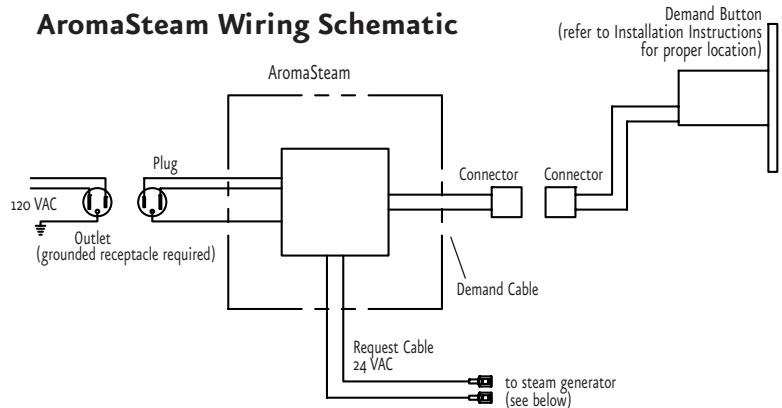 AromaSteam Wiring Schematic
Demand Button
(refer to Installation Instructions
for proper location)
AromaSteam
Plug
Connector
Connector
120 VAC
Outlet
(grounded receptacle required)
Demand Cable
Request Cable
24 VAC
to steam generator
(see below)